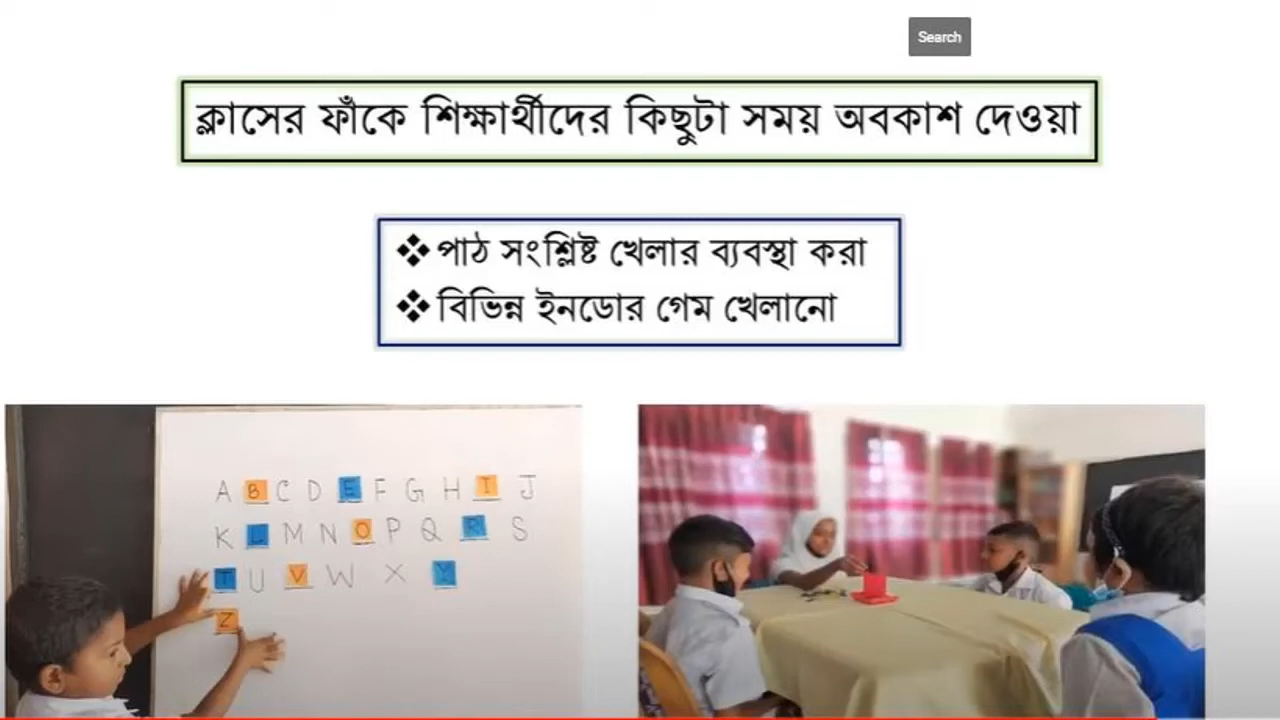 Search
ক্লাসের ফাঁকে শিক্ষার্থীদের কিছুটা সময় অবকাশ দেওয়া
❖পাঠ সংশ্লিষ্ট খেলার ব্যবস্থা করা
❖বিভিন্ন ইনডোর গেম খেলানো
A B C D E F G H I J
K L M N O P Q R S
T U V W X Y
Z